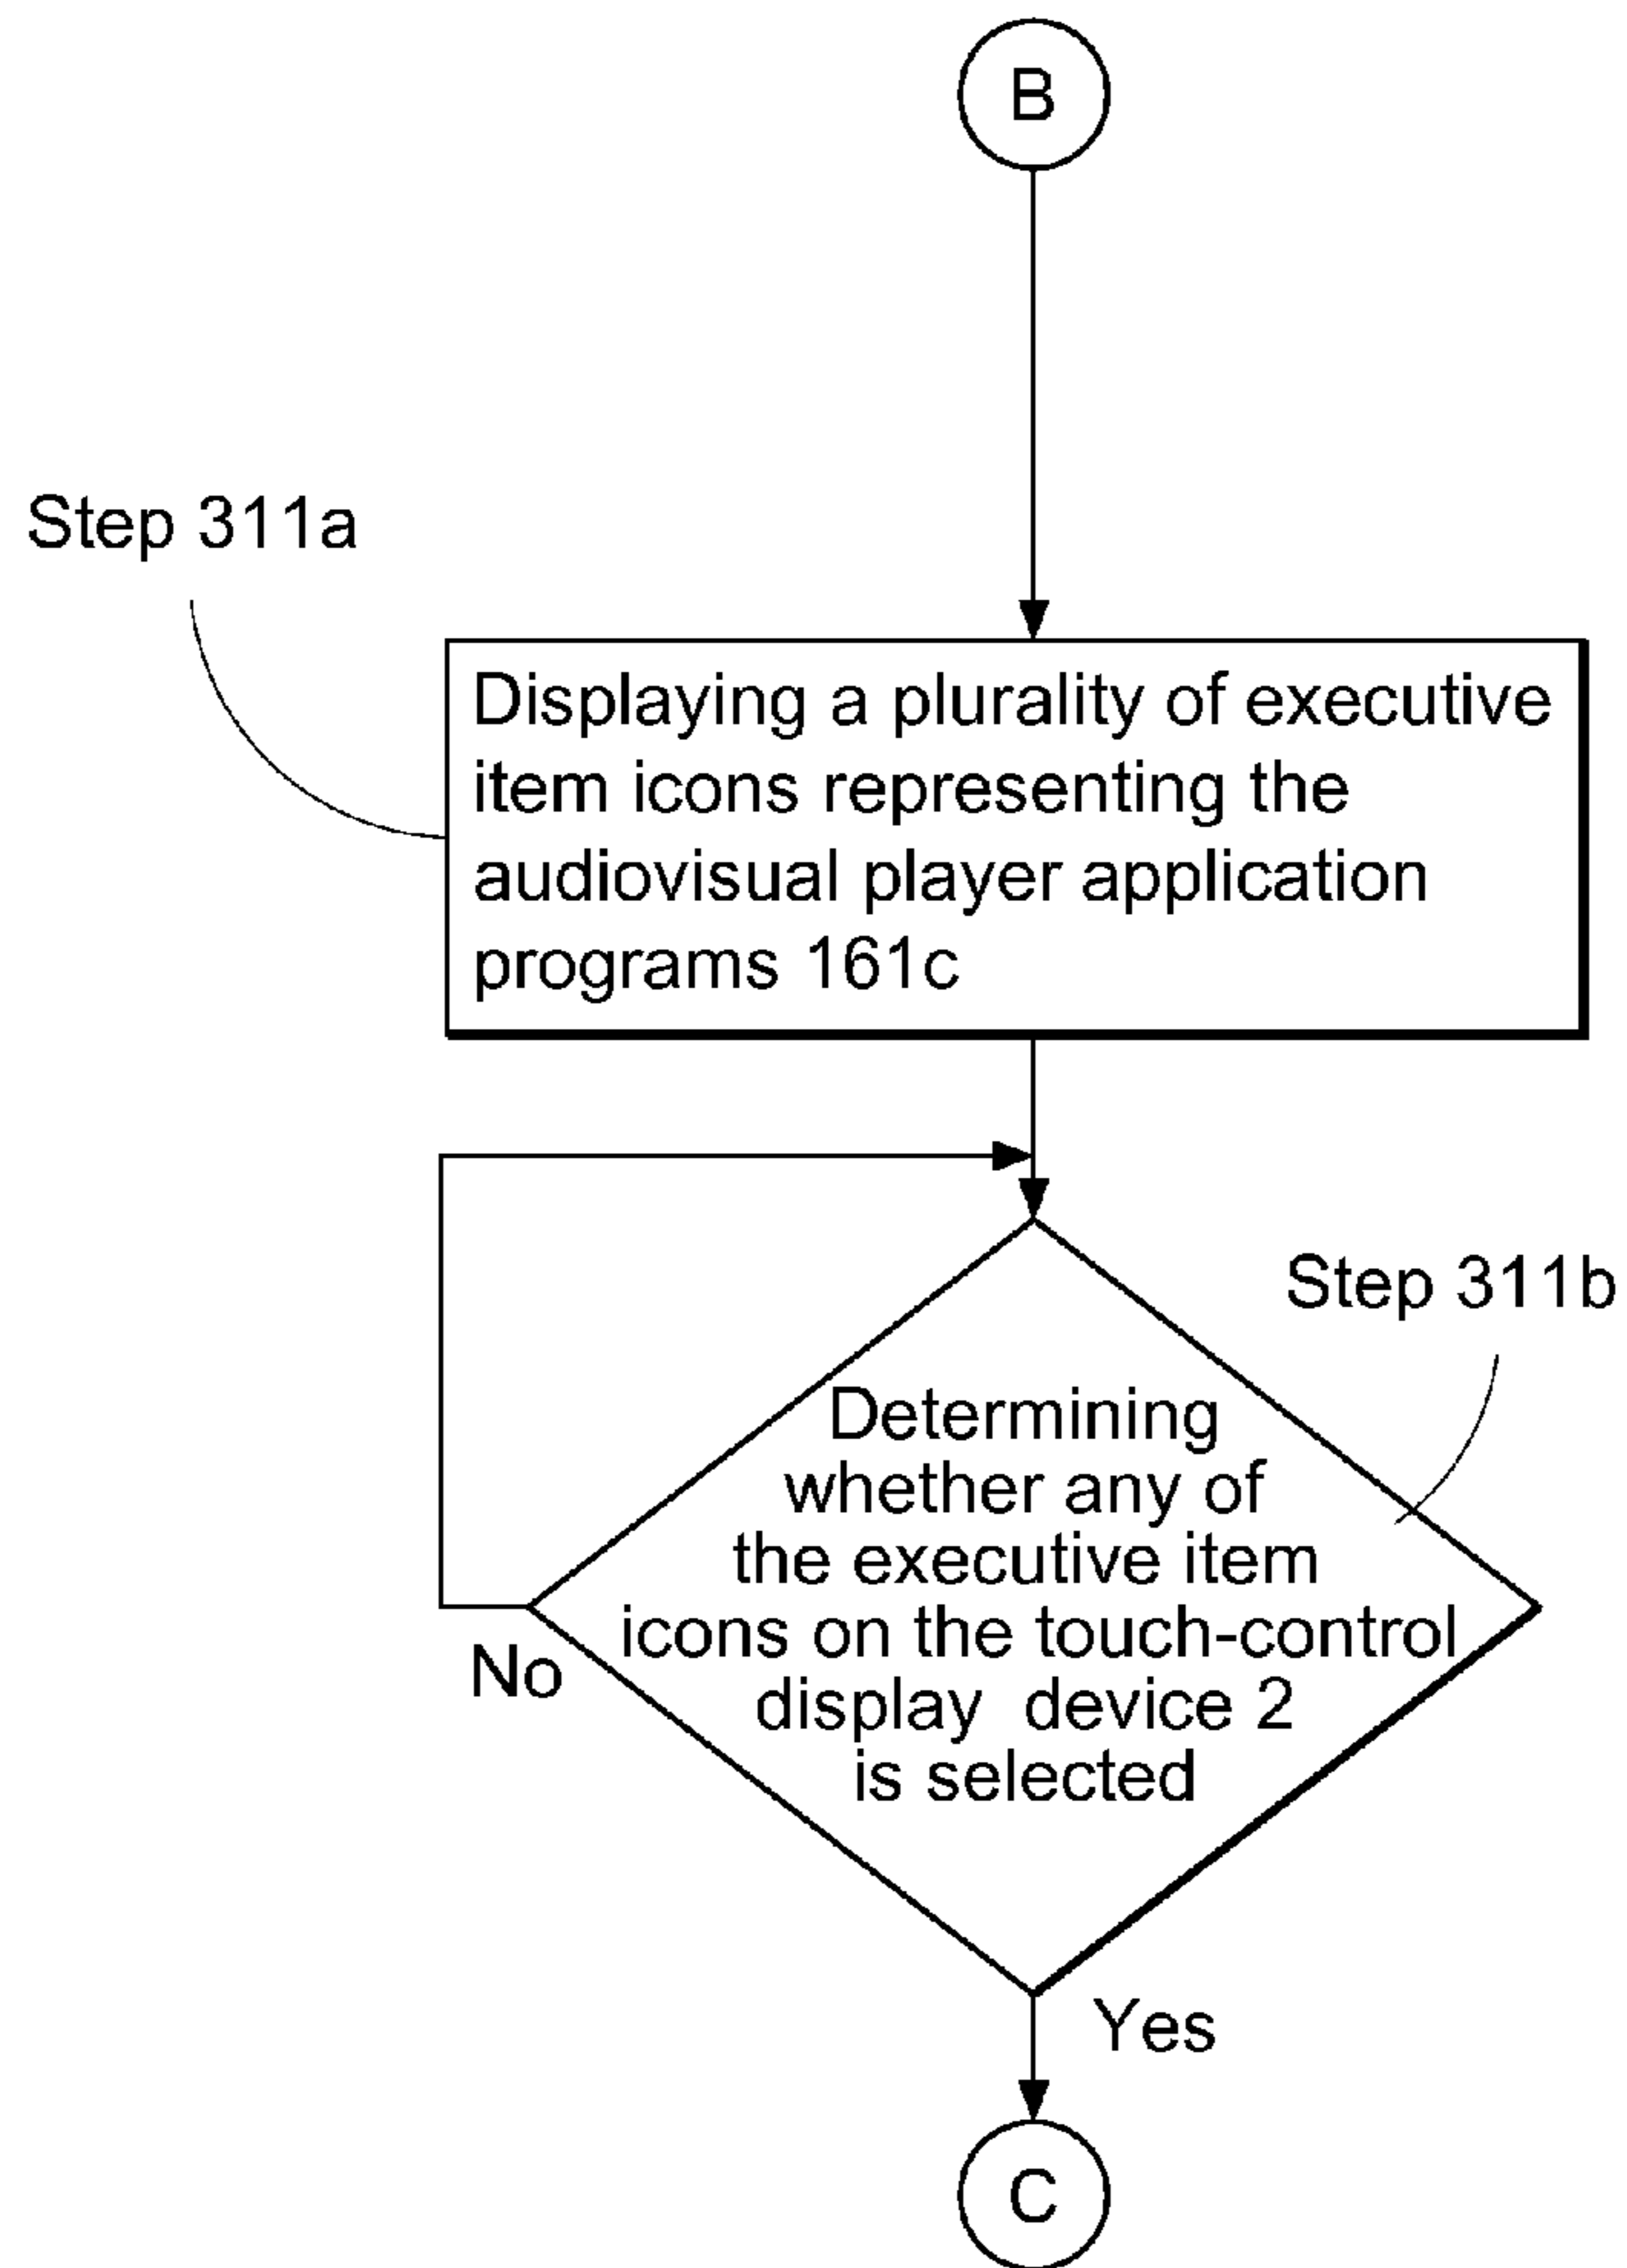 B
Step 311a
Displaying a plurality of executive
item icons representing the
audiovisual player application
programs 161c
Step 311b
Determining
whether any of
the executive item
icons on the touch-control
display device 2
is selected
No
Yes
C